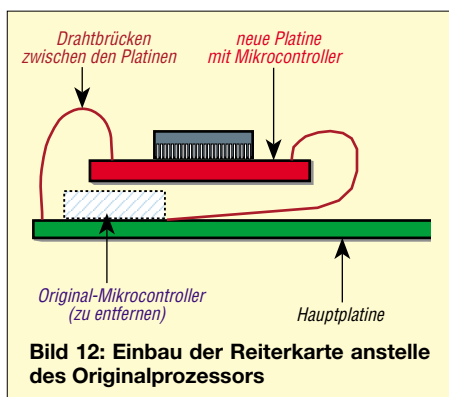 Drahtbrücken
zwischen den Platinen
neue Platine
mit Mikrocontroller
Original-Mikrocontroller
(zu entfernen)
Hauptplatine
Bild 12: Einbau der Reiterkarte anstelle
des Originalprozessors